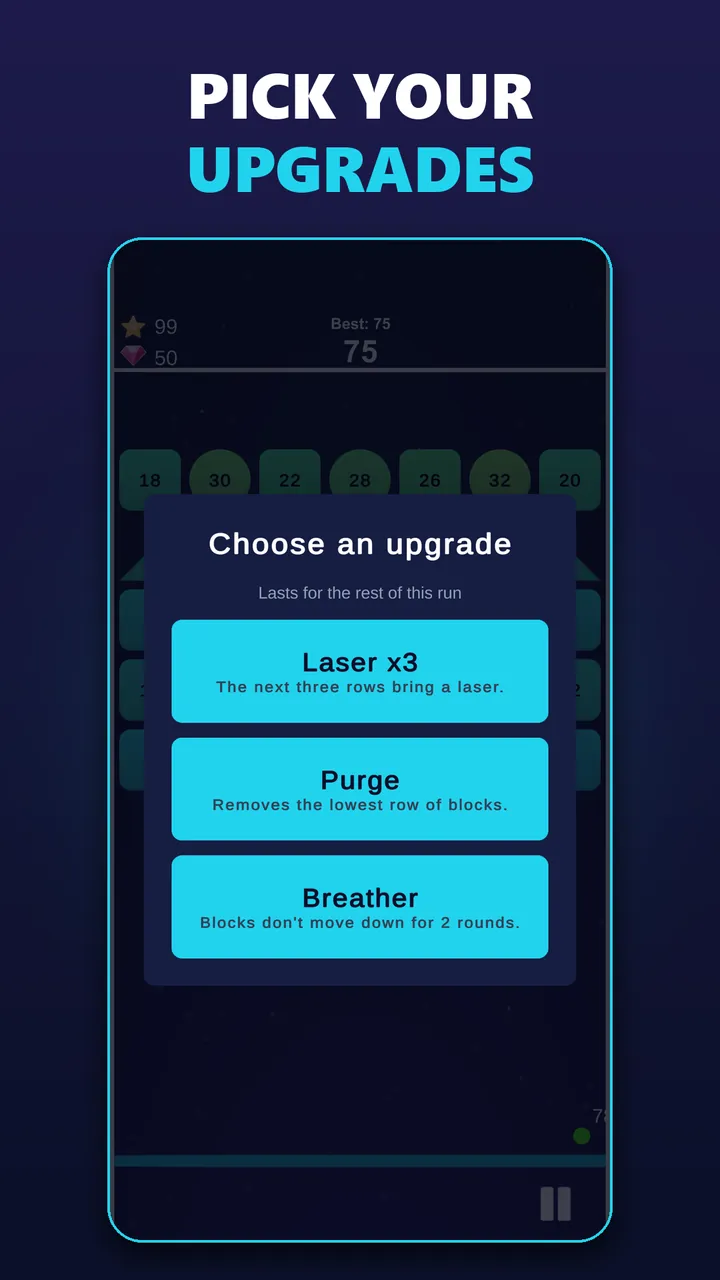 PICK YOUR
UPGRADES
99
Best: 75
50
75
18 30 22 28 26 32 20
Choose an upgrade
Lasts for the rest of this run
Laser x3
The next three rows bring a laser.
Purge
Removes the lowest row of blocks.
Breather
Blocks don't move down for 2 rounds.